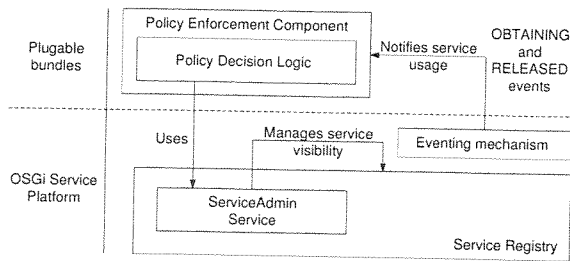 Policy Enforcement Component
Policy Decision Logic
Plugable
bundles
Notifies service
usage
OBTAINING
and
RELEASED
events
Uses
Manages service
visibility
Eventing mechanism
OSGi Service
Platform
ServiceAdmin
Service
Service Registry